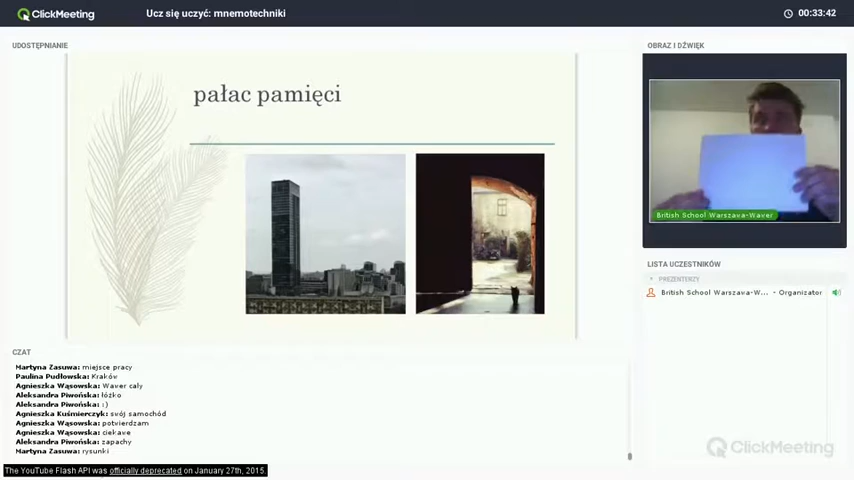 ClickMeeting
Ucz się uczyć: mnemotechniki
00:33:42
UDOSTĘPNIANIE
pałac pamięci
OBRAZ I DŹWIĘK
British School Warszava-Waver
LISTA UCZESTNIKÓW
PREZENTERZY
British School Warszava-W... - Organizator
CZAT
Martyna Zasuwa: miejsce pracy
Paulina Pudłowska: Kraków
Agnieszka Wąsowska: Waver cały
Aleksandra Piwońska: łóżko
Aleksandra Piwońska: :)
Agnieszka Kuśmierczyk: swój samochód
Agnieszka Wąsowska: potwierdzam
Agnieszka Wąsowska: ciekawe
Aleksandra Piwońska: zapachy
Martyna Zasuwa: rysunki
ClickMeeting
The YouTube Flash API was officially deprecated on January 27th, 2015.